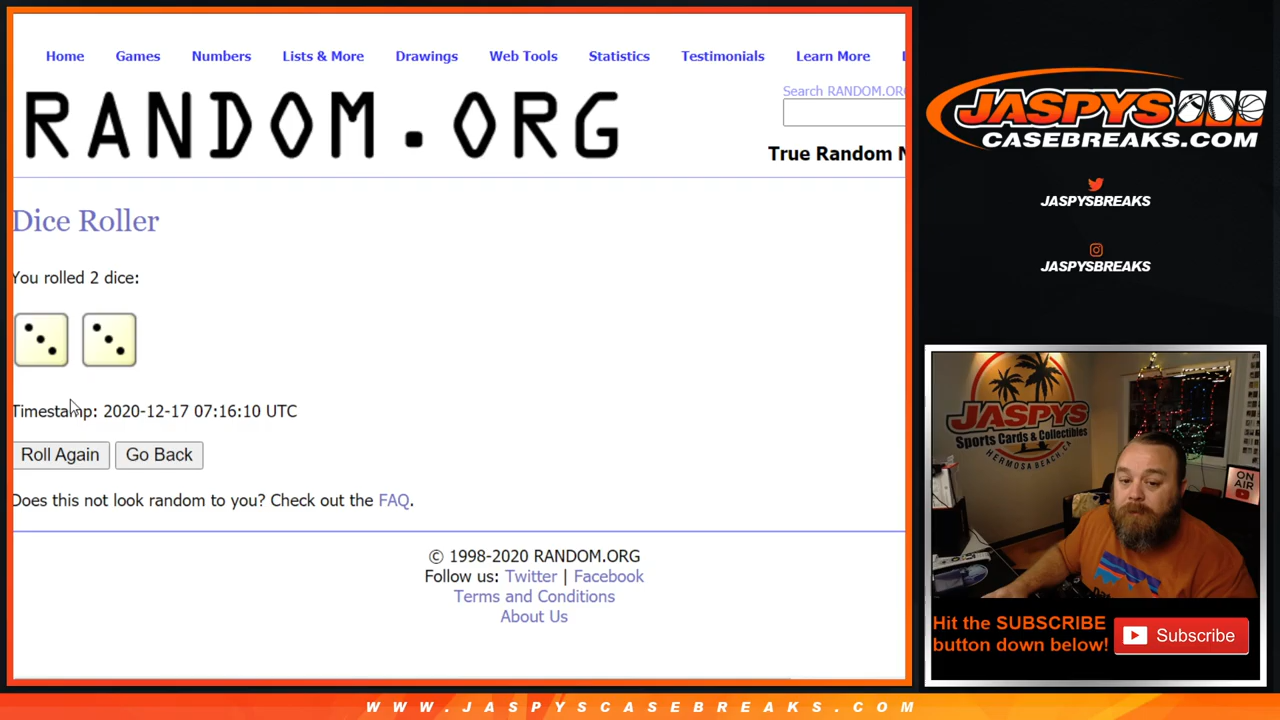 Home Games Numbers Lists & More Drawings Web Tools Statistics Testimonials Learn More
Search RANDOM.OR
RANDOM.ORG
True Random
Dice Roller
You rolled 2 dice:
Timestamp: 2020-12-17 07:16:10 UTC
Roll Again Go Back
Does this not look random to you? Check out the FAQ.
© 1998-2020 RANDOM.ORG
Follow us: Twitter | Facebook
Terms and Conditions
About Us
JASPYS
CASEBREAKS.COM
JASPYSBREAKS
JASPYSBREAKS
JASPYS
Sports Cards & Collectibles
HERMOSA BEACH, CA
ON
AIR
Hit the SUBSCRIBE
button down below!
Subscribe
WWW.JASPYSCASEBREAKS.COM